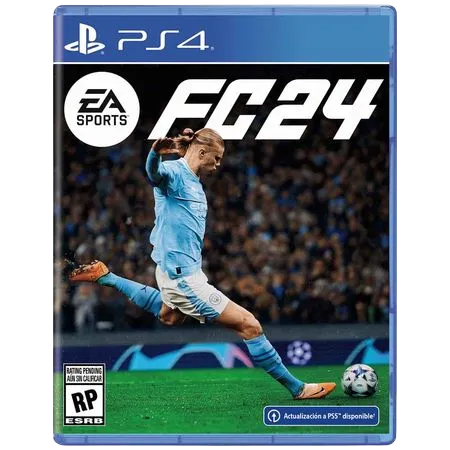 PS4
EA
SPORTS
FC24
RATING PENDING
AÚN SIN CALIFICAR
RP
ESRB
Actualización a PS5 disponible